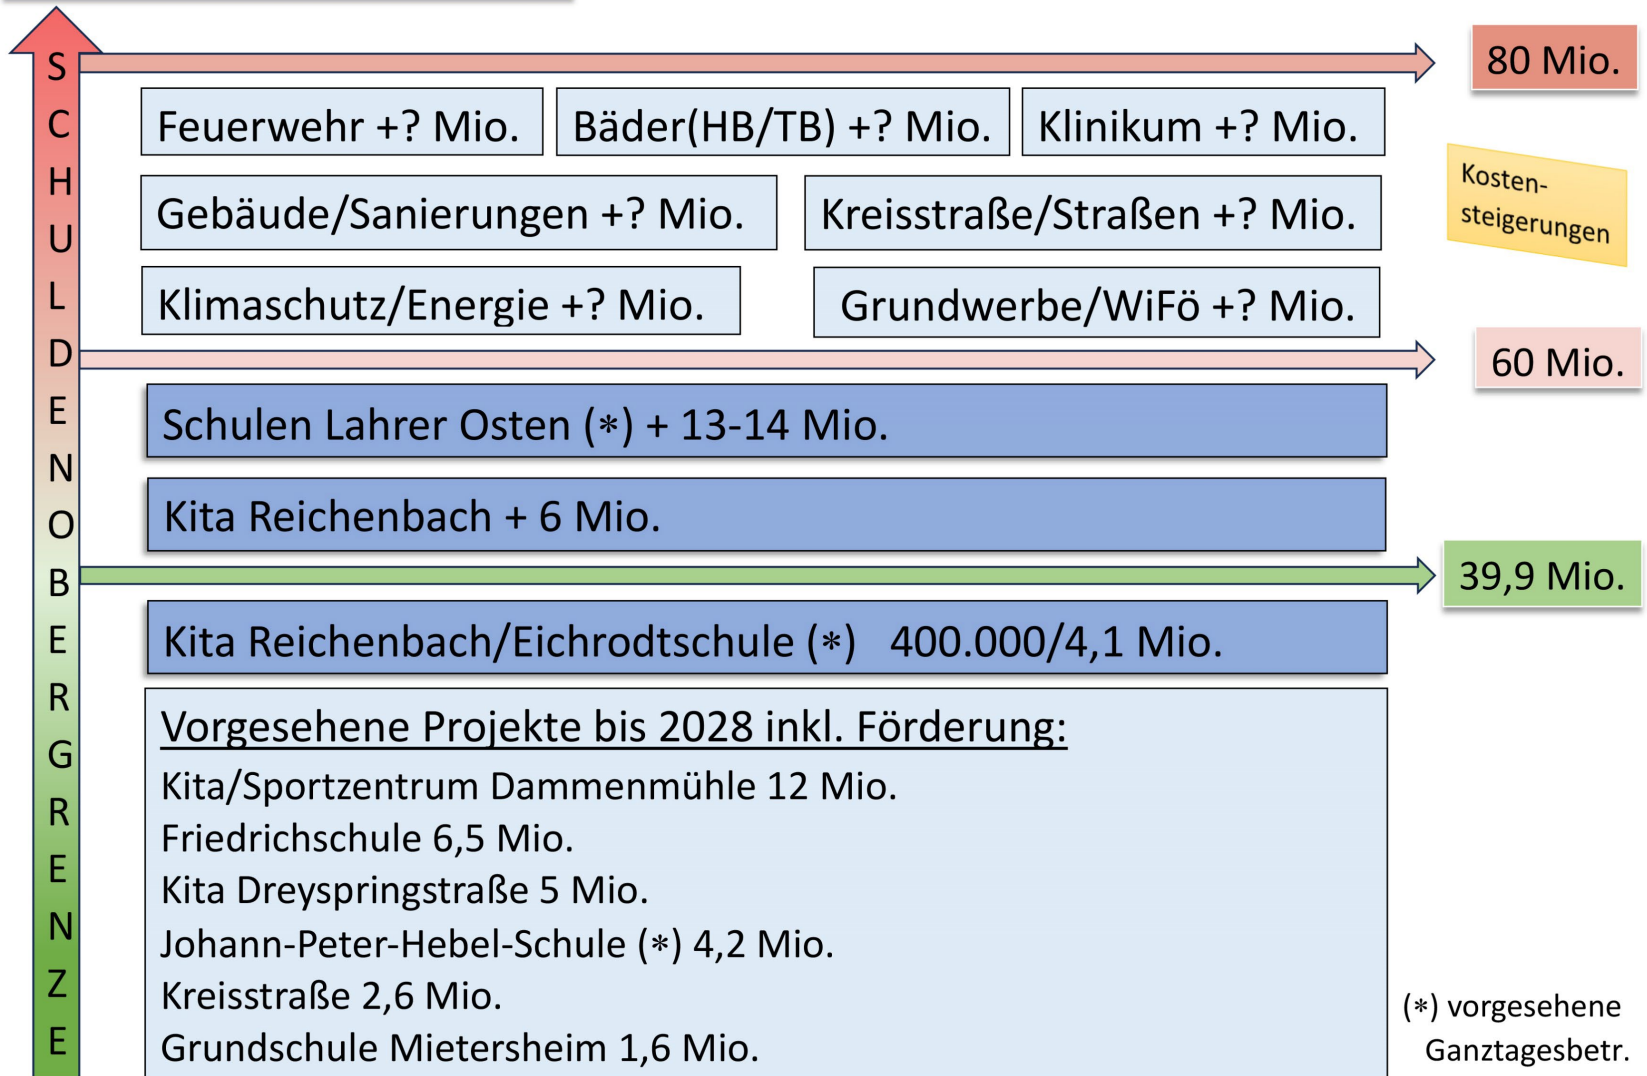 SCHULDENOBERGRENZE
80 Mio.
Feuerwehr +? Mio.
Bäder(HB/TB) +? Mio.
Klinikum +? Mio.
Kosten-
steigerungen
Gebäude/Sanierungen +? Mio.
Kreisstraße/Straßen +? Mio.
Klimaschutz/Energie +? Mio.
Grundwerbe/WiFö +? Mio.
60 Mio.
Schulen Lahrer Osten (*) + 13-14 Mio.
Kita Reichenbach + 6 Mio.
39,9 Mio.
Kita Reichenbach/Eichrodtschule (*) 400.000/4,1 Mio.
Vorgesehene Projekte bis 2028 inkl. Förderung:
Kita/Sportzentrum Dammenmühle 12 Mio.
Friedrichschule 6,5 Mio.
Kita Dreyspringstraße 5 Mio.
Johann-Peter-Hebel-Schule (*) 4,2 Mio.
Kreisstraße 2,6 Mio.
Grundschule Mietersheim 1,6 Mio.
(*) vorgesehene
Ganztagesbetr.